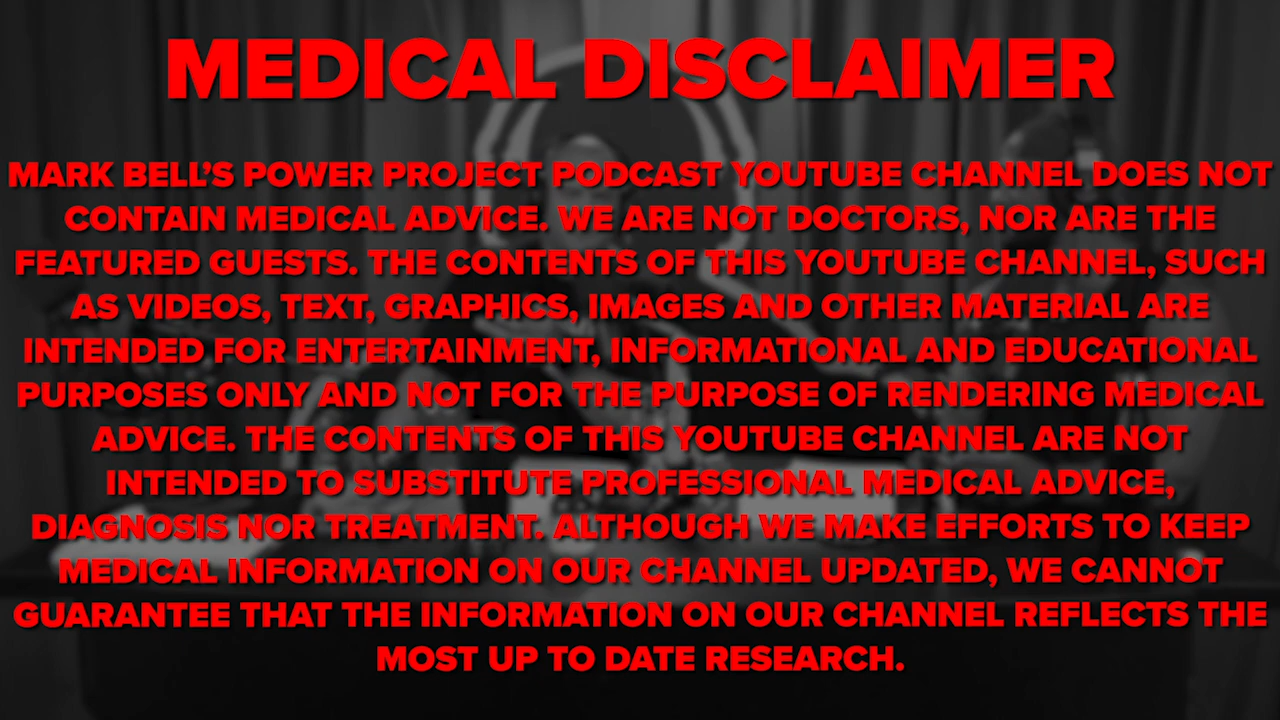 MEDICAL DISCLAIMER
MARK BELL'S POWER PROJECT PODCAST YOUTUBE CHANNEL DOES NOT
CONTAIN MEDICAL ADVICE. WE ARE NOT DOCTORS, NOR ARE THE
FEATURED GUESTS. THE CONTENTS OF THIS YOUTUBE CHANNEL, SUCH
AS VIDEOS, TEXT, GRAPHICS, IMAGES AND OTHER MATERIAL ARE
INTENDED FOR ENTERTAINMENT, INFORMATIONAL AND EDUCATIONAL
PURPOSES ONLY AND NOT FOR THE PURPOSE OF RENDERING MEDICAL
ADVICE. THE CONTENTS OF THIS YOUTUBE CHANNEL ARE NOT
INTENDED TO SUBSTITUTE PROFESSIONAL MEDICAL ADVICE,
DIAGNOSIS NOR TREATMENT. ALTHOUGH WE MAKE EFFORTS TO KEEP
MEDICAL INFORMATION ON OUR CHANNEL UPDATED, WE CANNOT
GUARANTEE THAT THE INFORMATION ON OUR CHANNEL REFLECTS THE
MOST UP TO DATE RESEARCH.